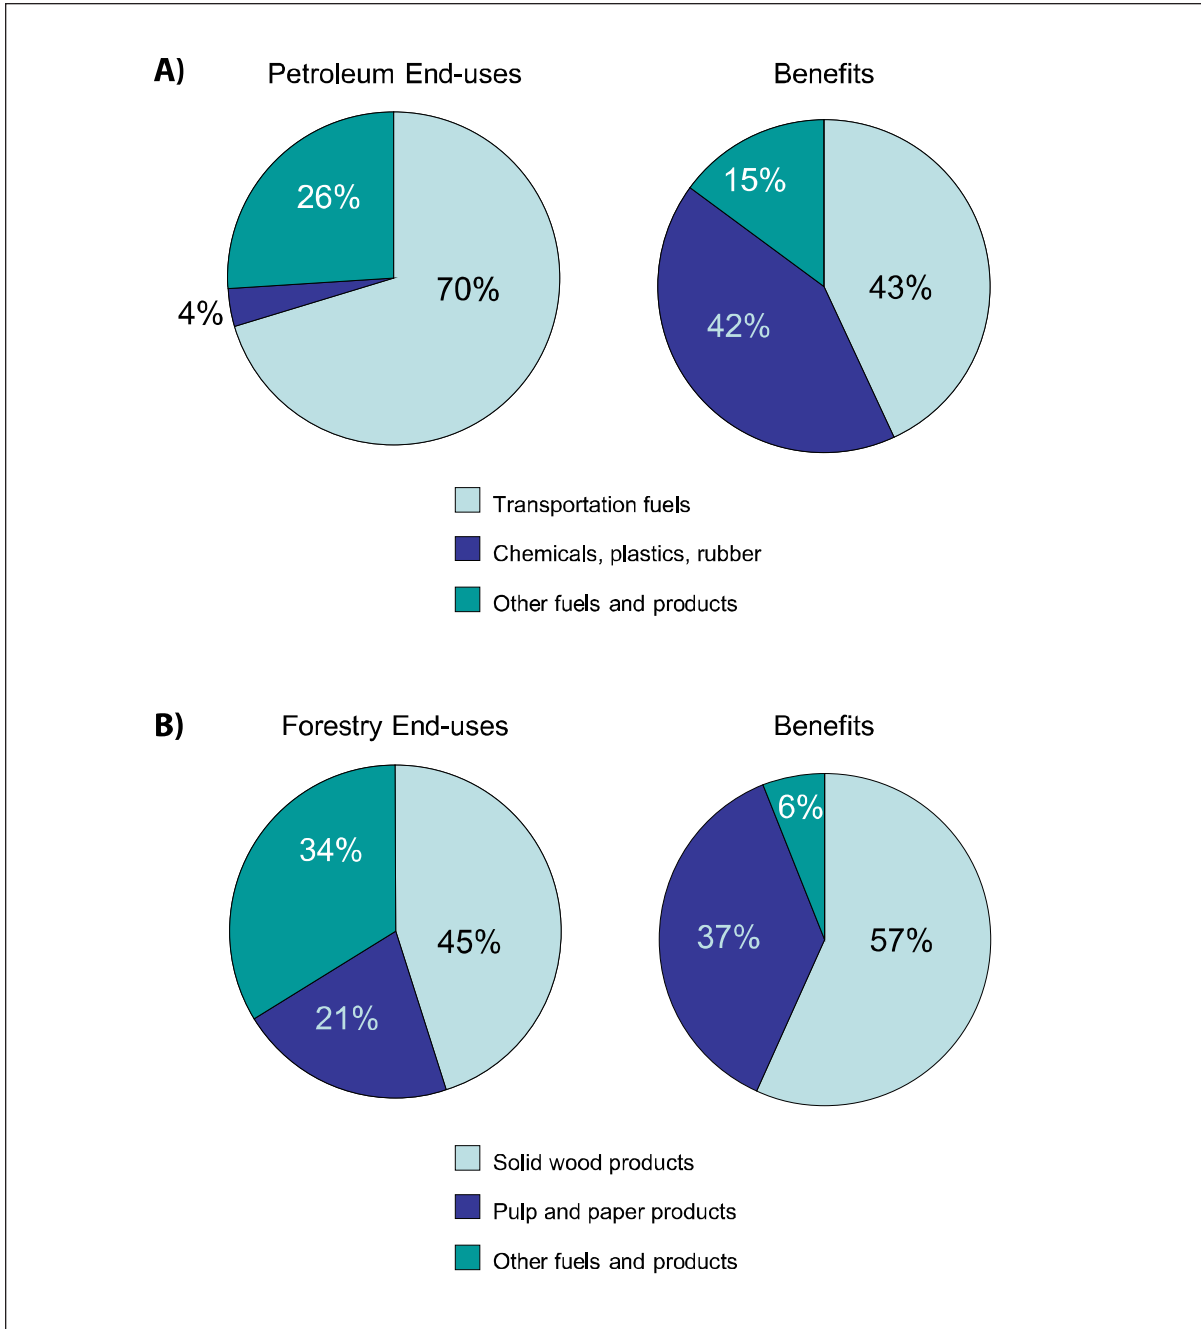 A)
Petroleum End-uses
Benefits
26%
70%
4%
15%
43%
42%
Transportation fuels
Chemicals, plastics, rubber
Other fuels and products
B)
Forestry End-uses
Benefits
34%
45%
21%
6%
37%
57%
Solid wood products
Pulp and paper products
Other fuels and products